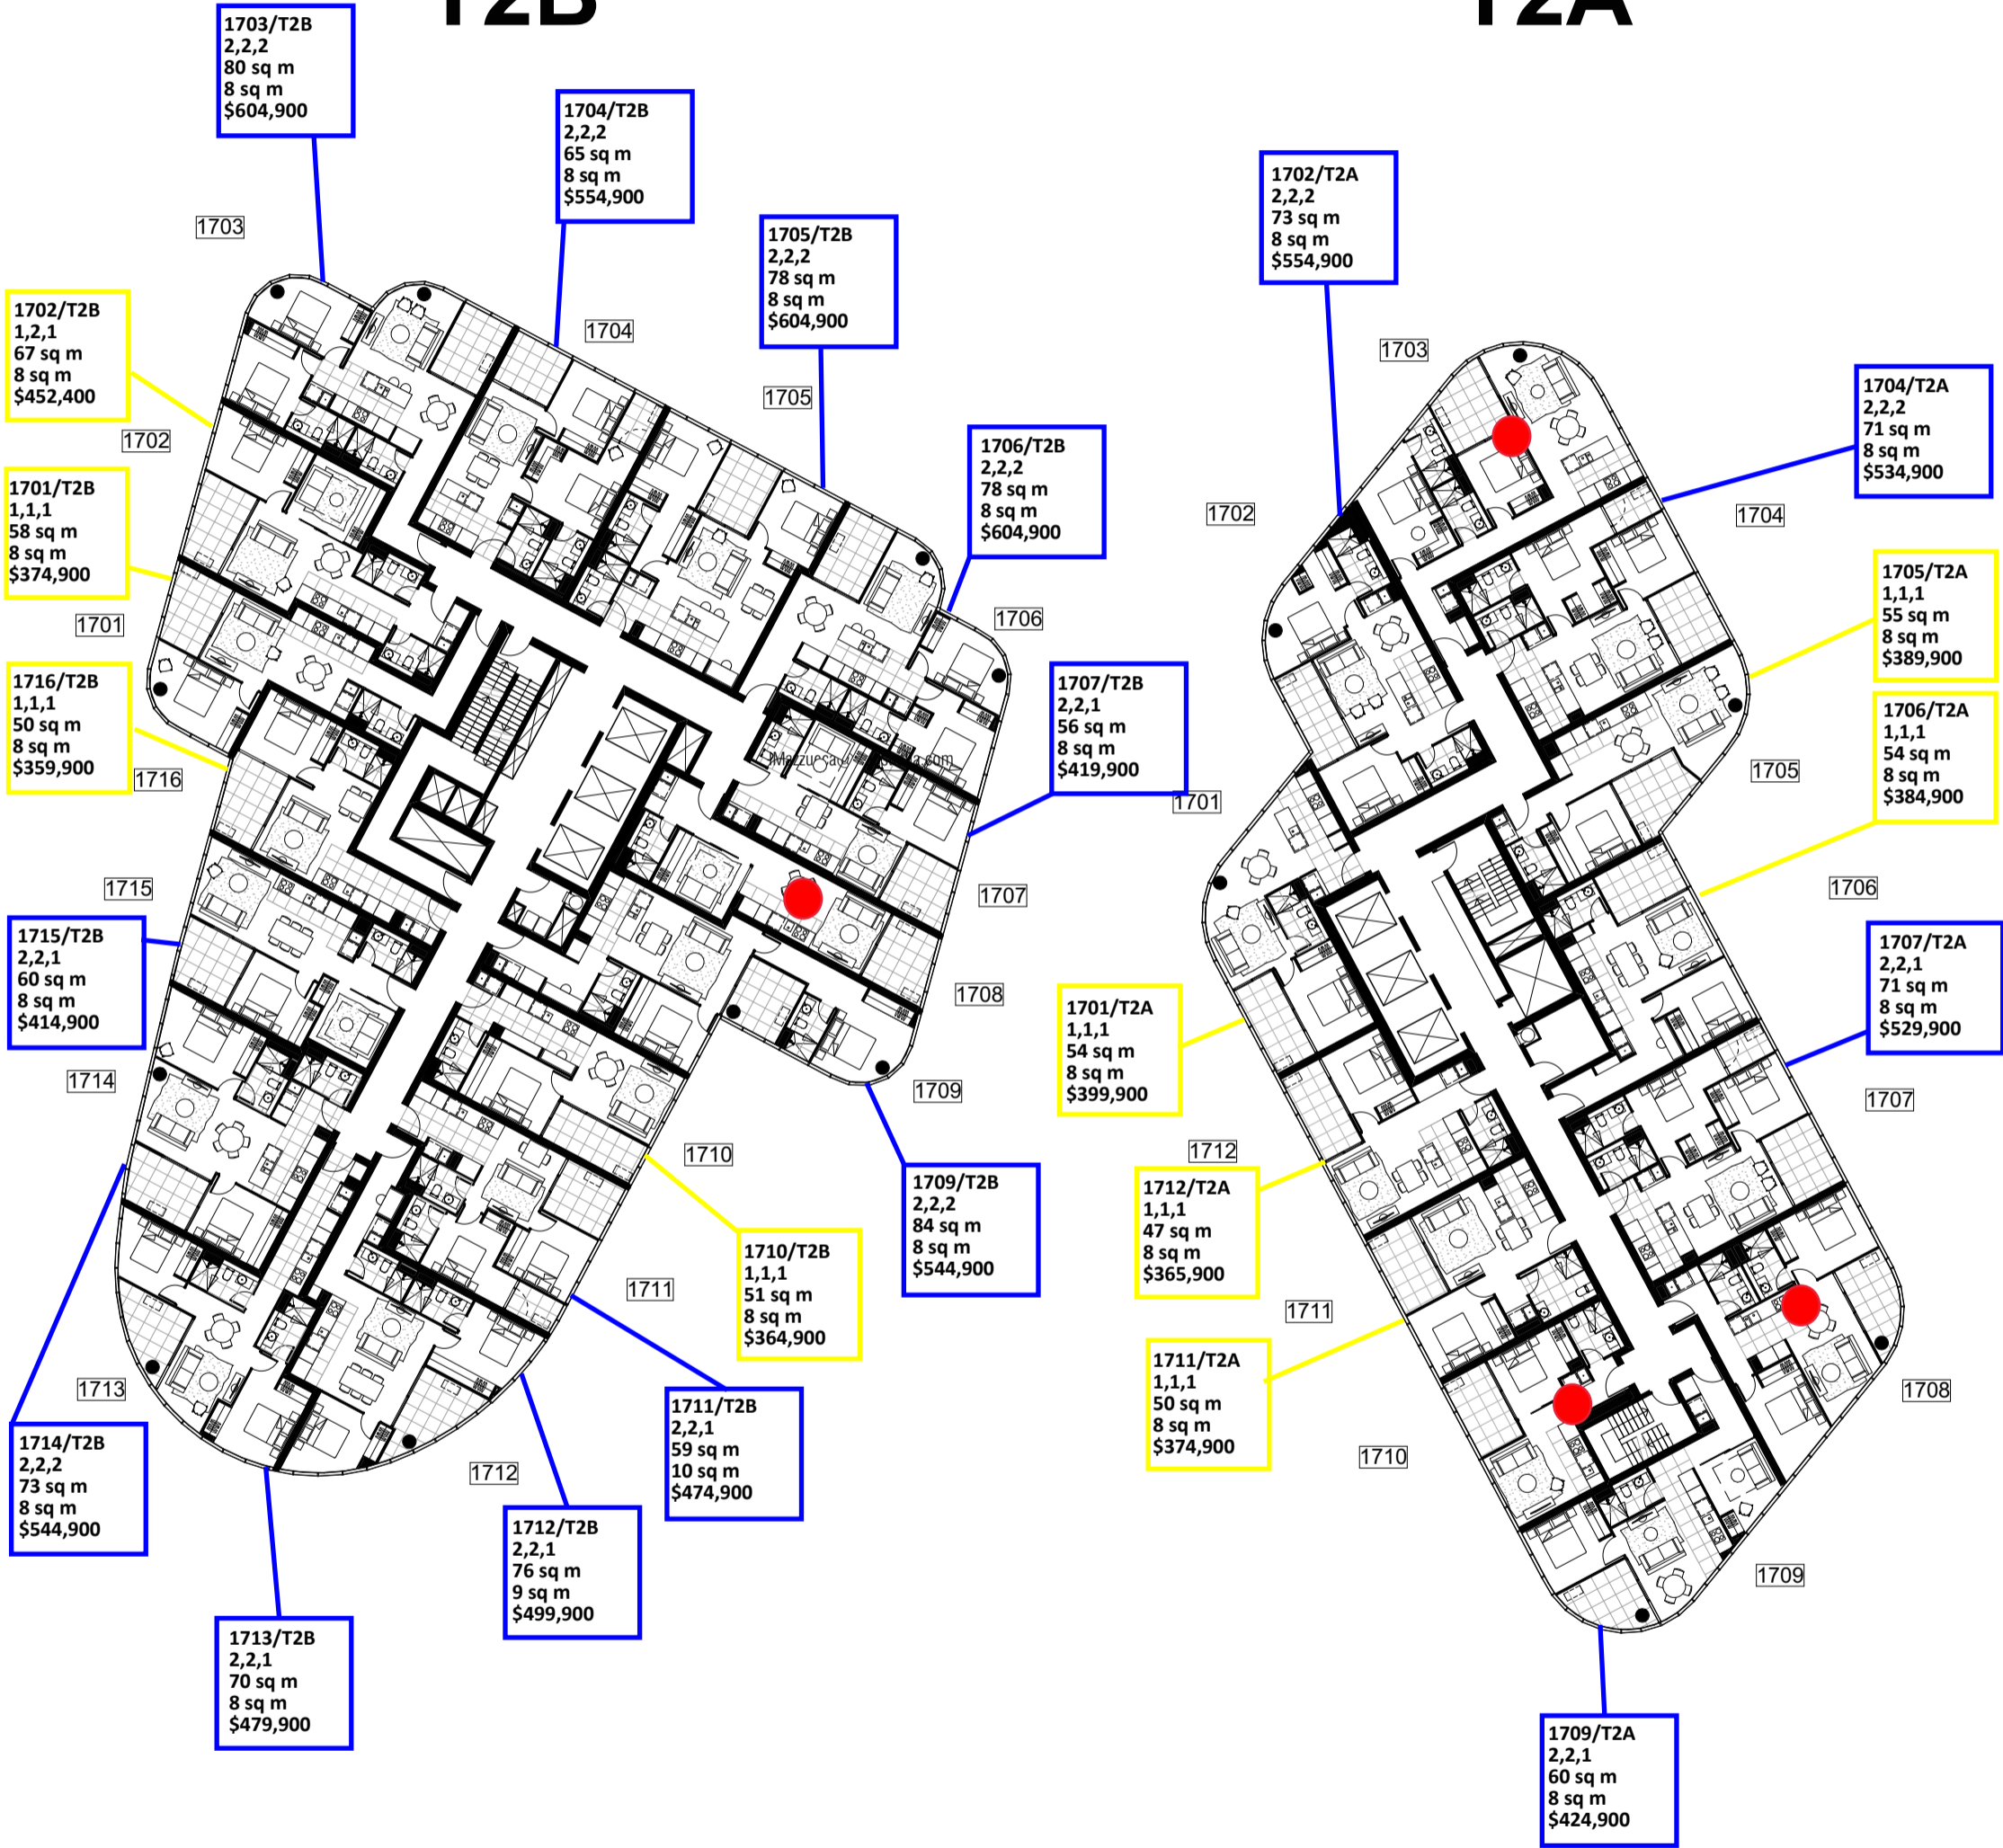 T2B
T2A
1703/T2B
2,2,2
80 sq m
8 sq m
$604,900
1704/T2B
2,2,2
65 sq m
8 sq m
$554,900
1705/T2B
2,2,2
78 sq m
8 sq m
$604,900
1706/T2B
2,2,2
78 sq m
8 sq m
$604,900
1703
1704
1705
1706
1702/T2B
1,2,1
67 sq m
8 sq m
$452,400
1702
1701/T2B
1,1,1
58 sq m
8 sq m
$374,900
1701
1716/T2B
1,1,1
50 sq m
8 sq m
$359,900
1716
1707/T2B
2,2,1
56 sq m
8 sq m
$419,900
1707
1715
1715/T2B
2,2,1
60 sq m
8 sq m
$414,900
1708
1714
1709
1710
1709/T2B
2,2,2
84 sq m
8 sq m
$544,900
1710/T2B
1,1,1
51 sq m
8 sq m
$364,900
1711
1713
1711/T2B
2,2,1
59 sq m
10 sq m
$474,900
1714/T2B
2,2,2
73 sq m
8 sq m
$544,900
1712
1712/T2B
2,2,1
76 sq m
9 sq m
$499,900
1713/T2B
2,2,1
70 sq m
8 sq m
$479,900
1702/T2A
2,2,2
73 sq m
8 sq m
$554,900
1703
1704/T2A
2,2,2
71 sq m
8 sq m
$534,900
1702
1704
1705/T2A
1,1,1
55 sq m
8 sq m
$389,900
1706/T2A
1,1,1
54 sq m
8 sq m
$384,900
1705
1701
1706
1707/T2A
2,2,1
71 sq m
8 sq m
$529,900
1701/T2A
1,1,1
54 sq m
8 sq m
$399,900
1707
1712
1712/T2A
1,1,1
47 sq m
8 sq m
$365,900
1711
1711/T2A
1,1,1
50 sq m
8 sq m
$374,900
1708
1710
1709
1709/T2A
2,2,1
60 sq m
8 sq m
$424,900